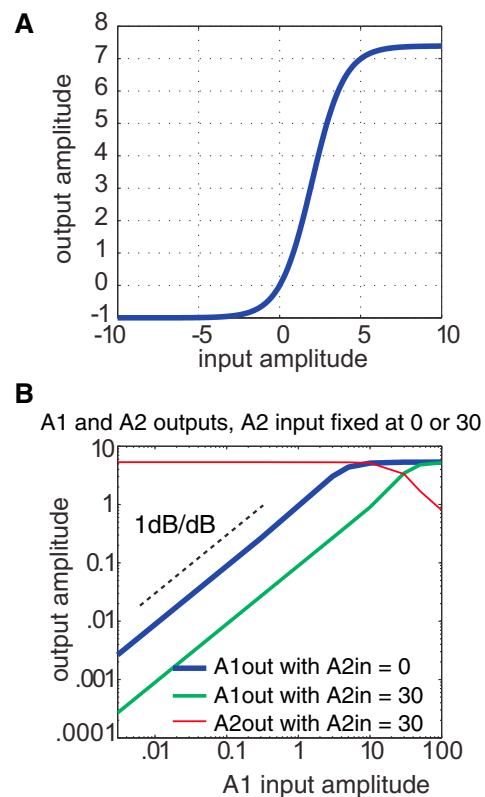 A
output amplitude
8
7
6
5
4
3
2
1
0
-1
-10 -5 0 5 10
input amplitude
B
A1 and A2 outputs, A2 input fixed at 0 or 30
output amplitude
10
1
0.1
.01
.001
.0001
1dB/dB
A1out with A2in = 0
A1out with A2in = 30
A2out with A2in = 30
.01 0.1 1 10 100
A1 input amplitude